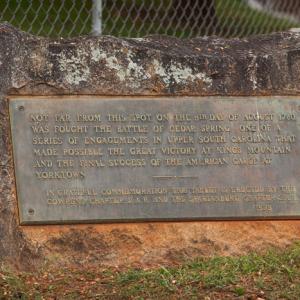 NOT FAR FROM THIS SPOT ON THE 8TH DAY OF AUGUST 1780
WAS FOUGHT THE BATTLE OF CEDAR SPRING ONE OF A
SERIES OF ENGAGEMENTS IN UPPER SOUTH CAROLINA THAT
MADE POSSIBLE THE GREAT VICTORY AT KINGS MOUNTAIN
AND THE FINAL SUCCESS OF THE AMERICAN CAUSE AT
YORKTOWN
IN GRATEFUL COMMEMORATION THIS TABLET IS ERECTED BY THE
COWPENS CHAPTER D.A.R. AND THE SPARTANBURG CHAPTER